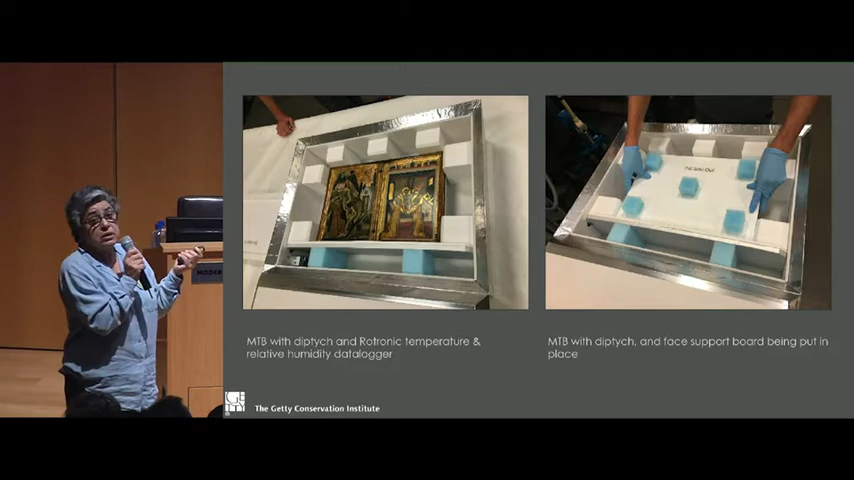 MTB with diptych and Rotronic temperature &
relative humidity datalogger
MTB with diptych, and face support board being put in
place
The Getty Conservation Institute